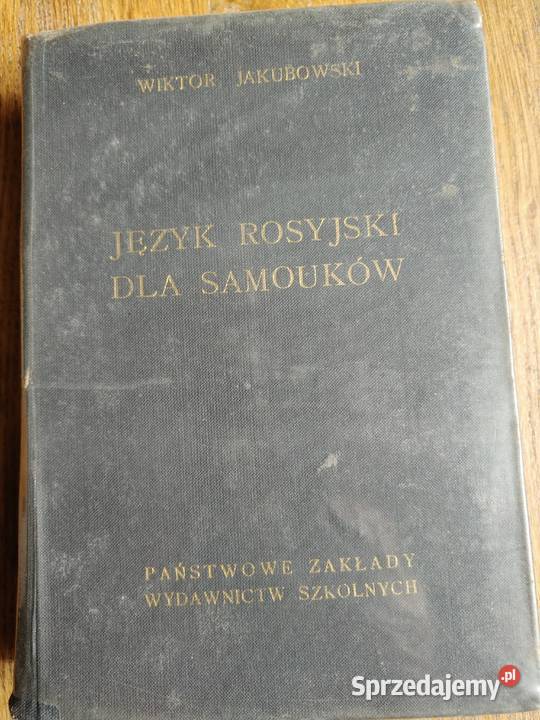 WIKTOR JAKUBOWSKI
JĘZYK ROSYJSKI
DLA SAMOUKÓW
PAŃSTWOWE ZAKŁADY
WYDAWNICTW SZKOLNYCH
Sprzedajemy.pl